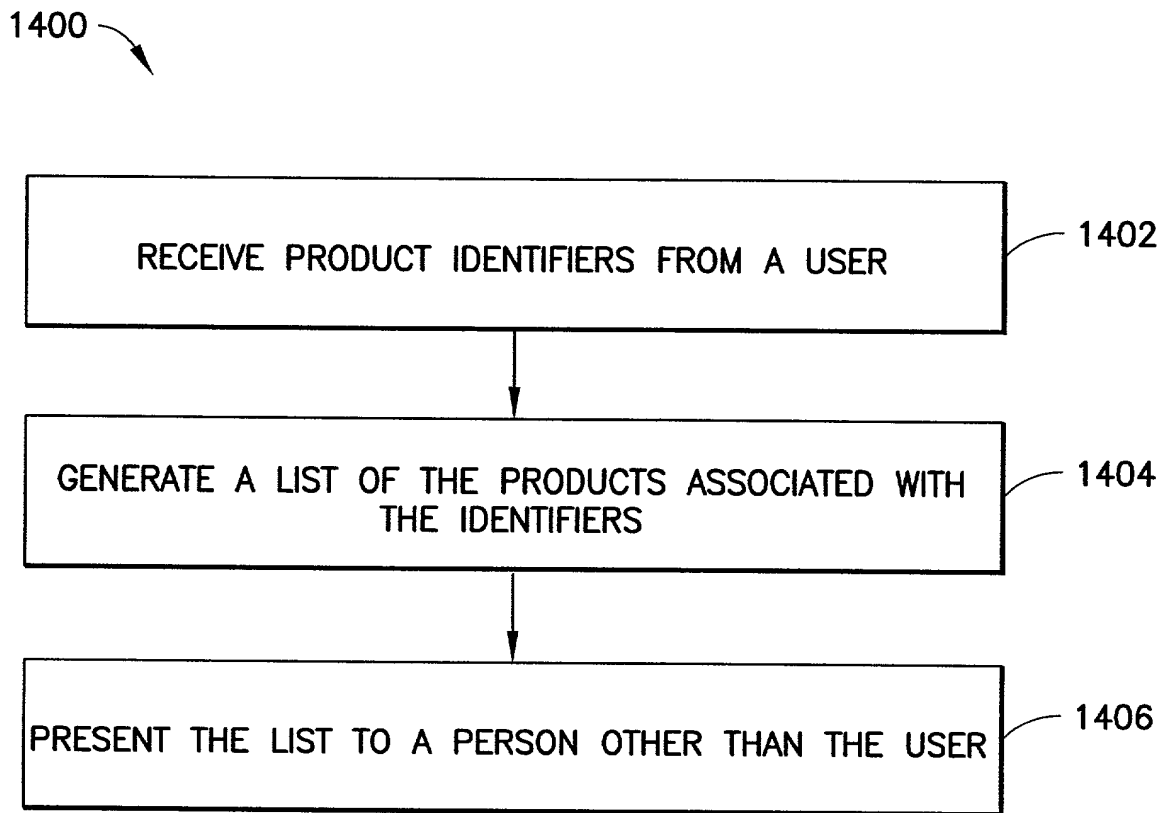 1400
RECEIVE PRODUCT IDENTIFIERS FROM A USER
1402
GENERATE A LIST OF THE PRODUCTS ASSOCIATED WITH
THE IDENTIFIERS
1404
PRESENT THE LIST TO A PERSON OTHER THAN THE USER
1406